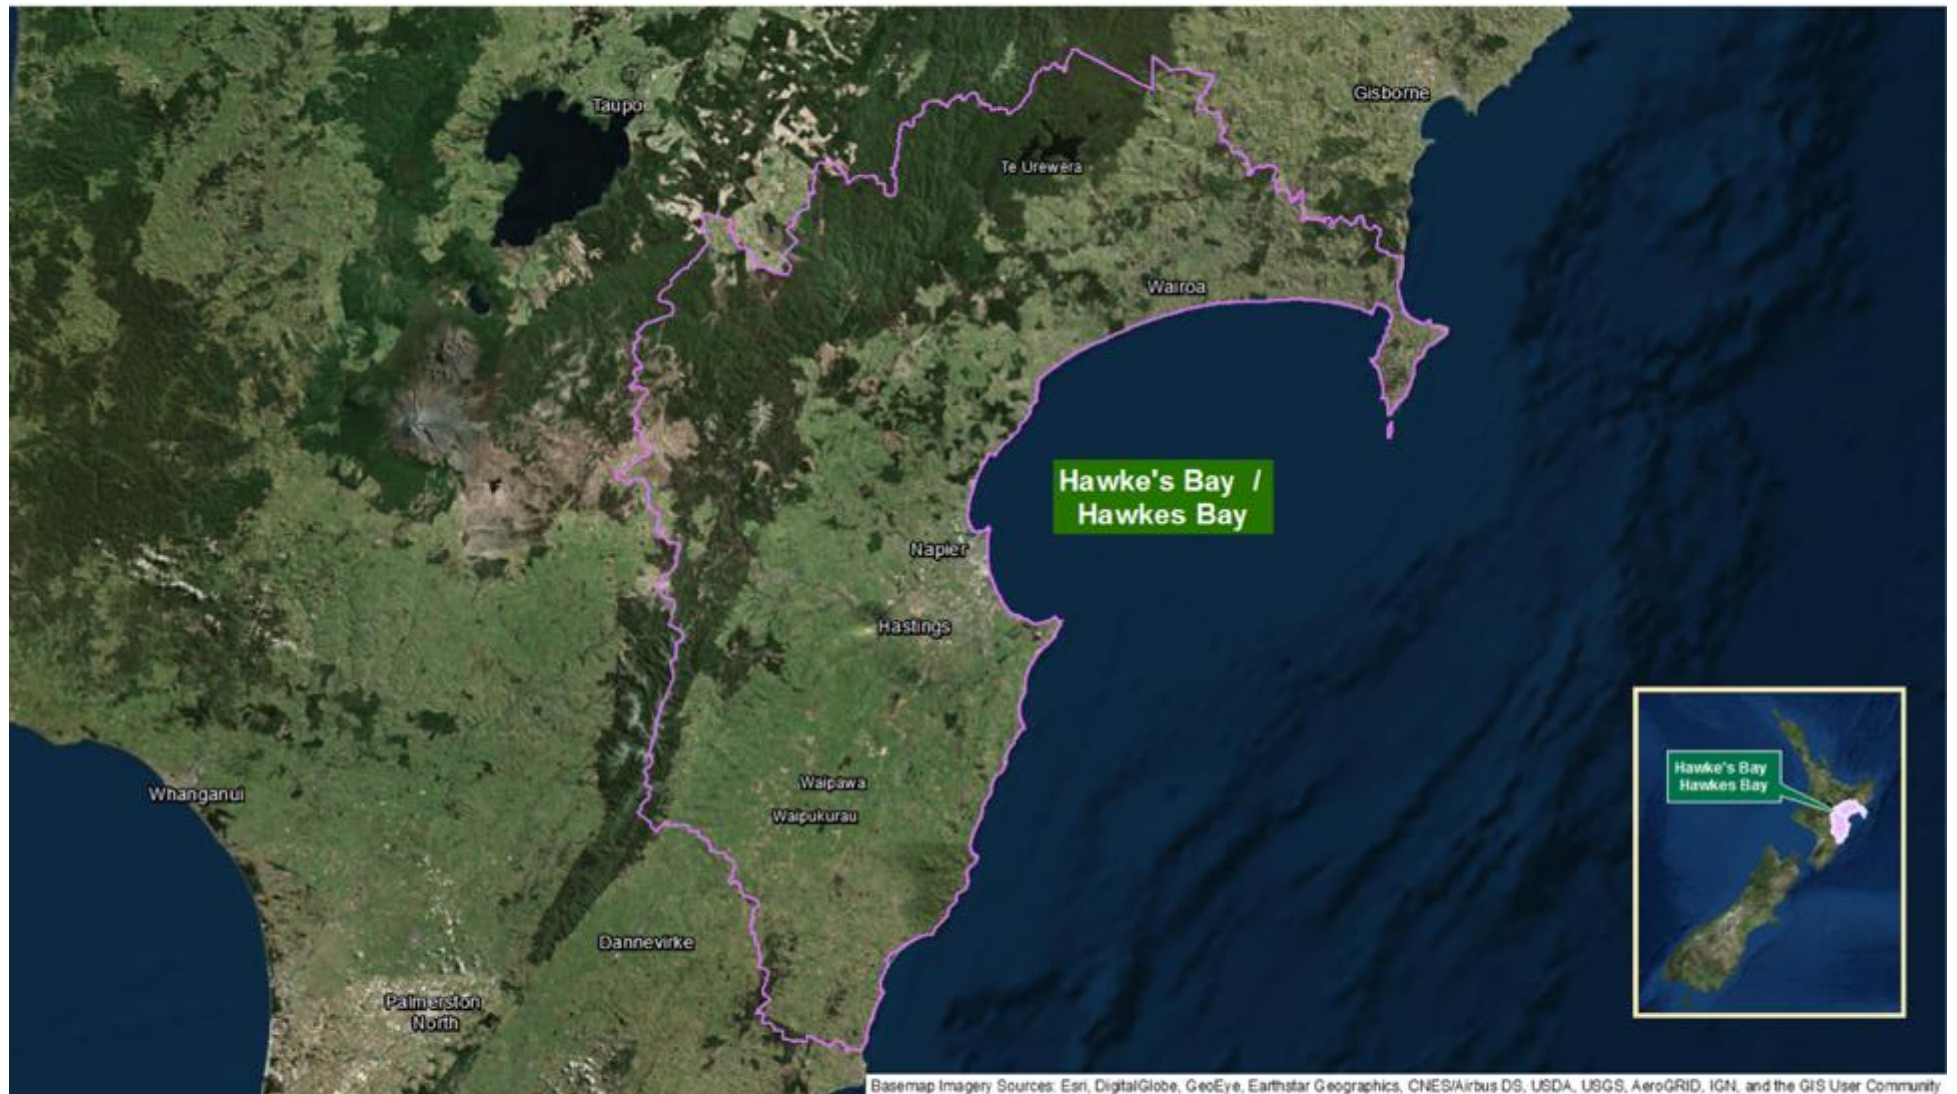 Taupo
Gisborne
Te Urewera
Wairoa
Hawke's Bay /
Hawkes Bay
Napier
Hastings
Waipawa
Waipukurau
Whanganui
Dannevirke
Palmerston
North
Hawke's Bay
Hawkes Bay
Basemap Imagery Sources: Esri, DigitalGlobe, GeoEye, Earthstar Geographics, CNES/Airbus DS, USDA, USGS, AeroGRID, IGN, and the GIS User Community